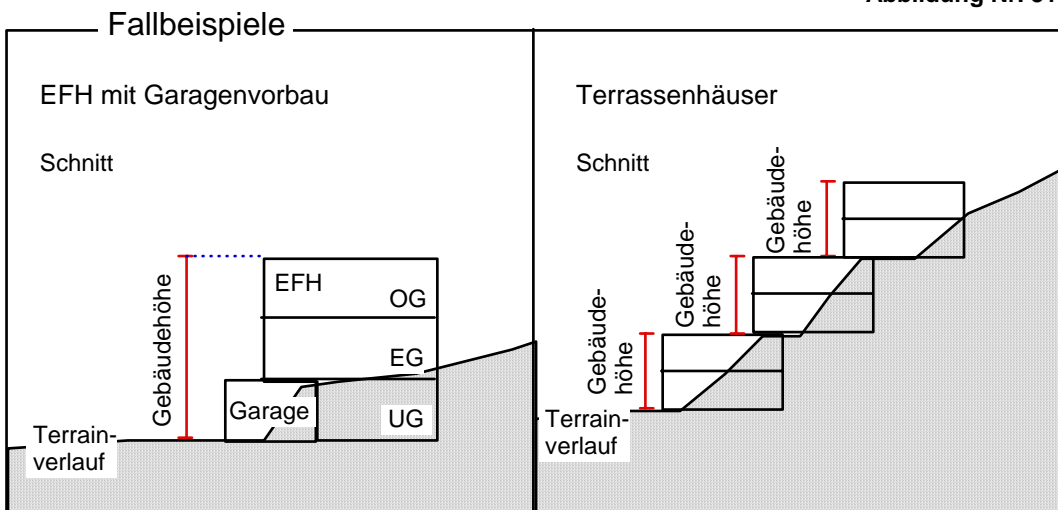 Fallbeispiele
EFH mit Garagenvorbau
Schnitt
Gebäudehöhe
EFH
OG
EG
Garage
UG
Terrain-
verlauf
Terrassenhäuser
Schnitt
Gebäude-
höhe
Gebäude-
höhe
Gebäude-
höhe
Terrain-
verlauf